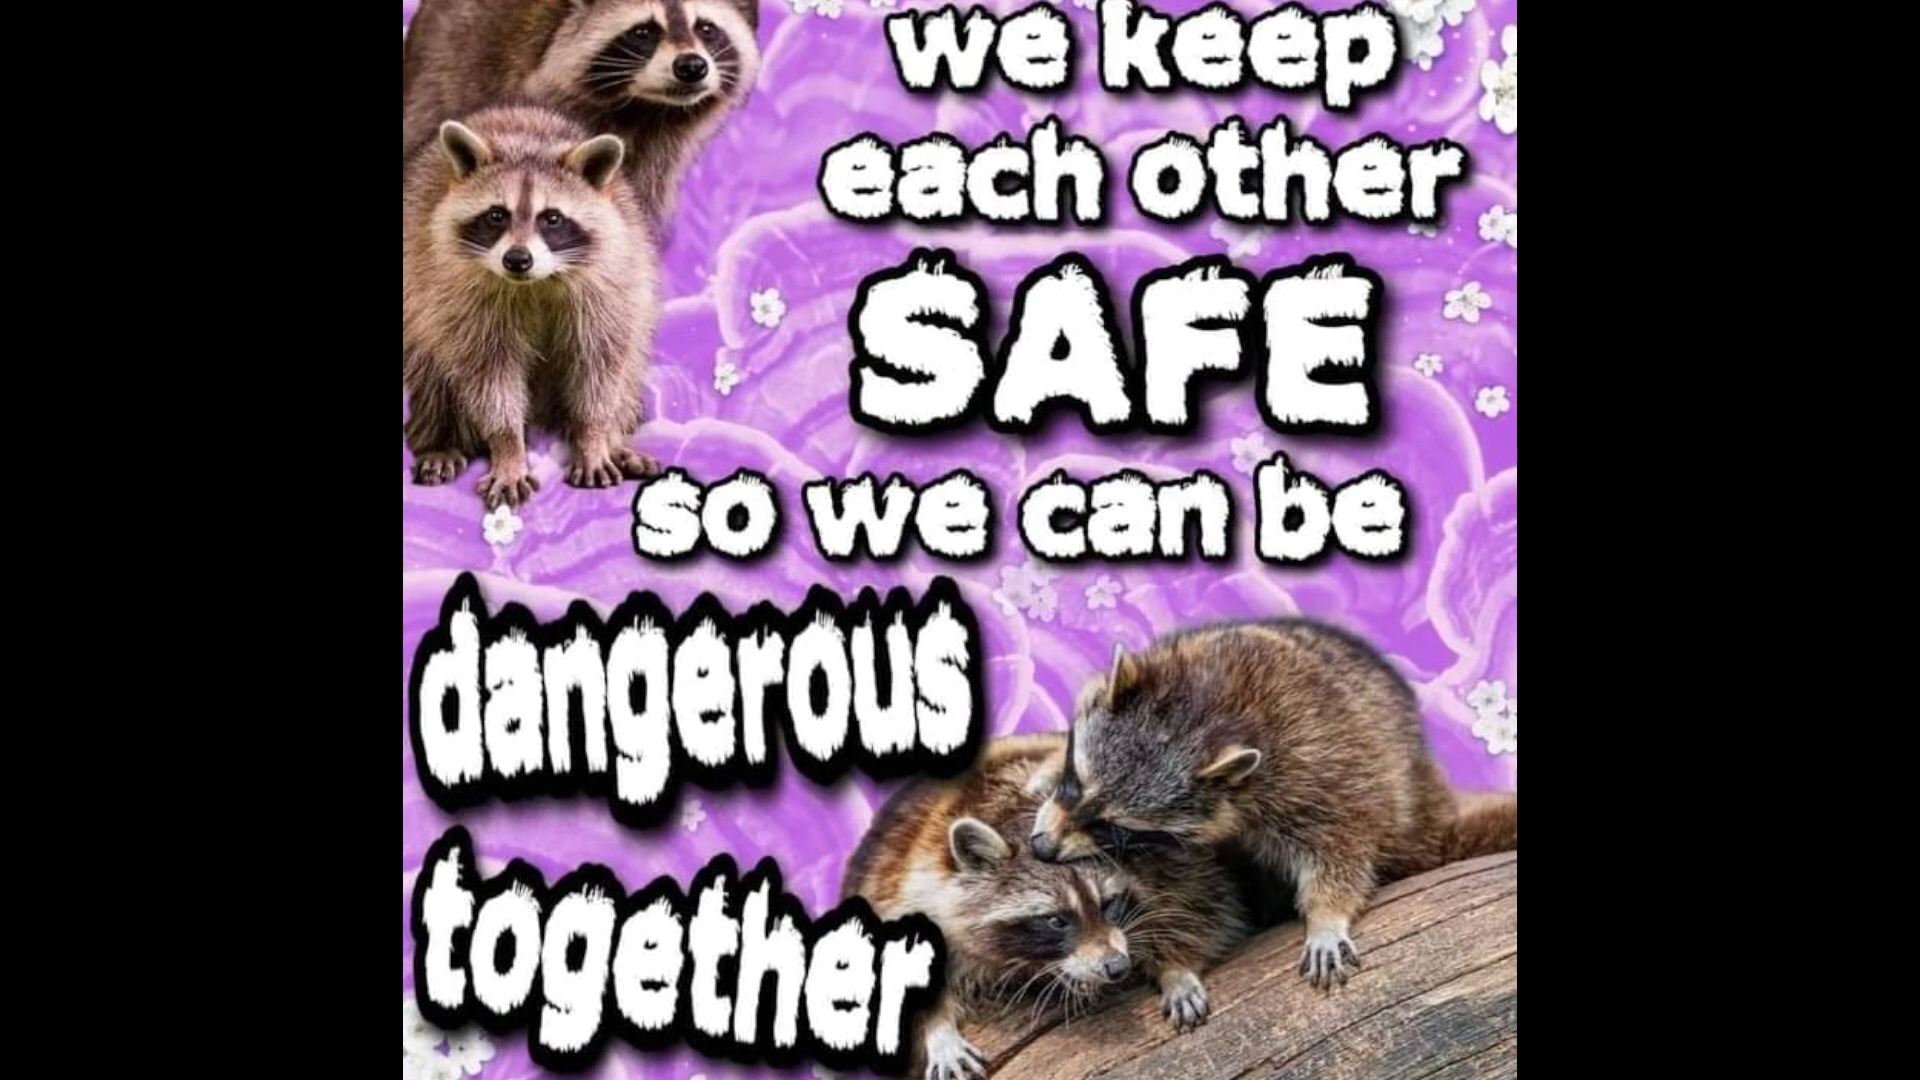 we keep
each other
SAFE
so we can be
dangerous
together